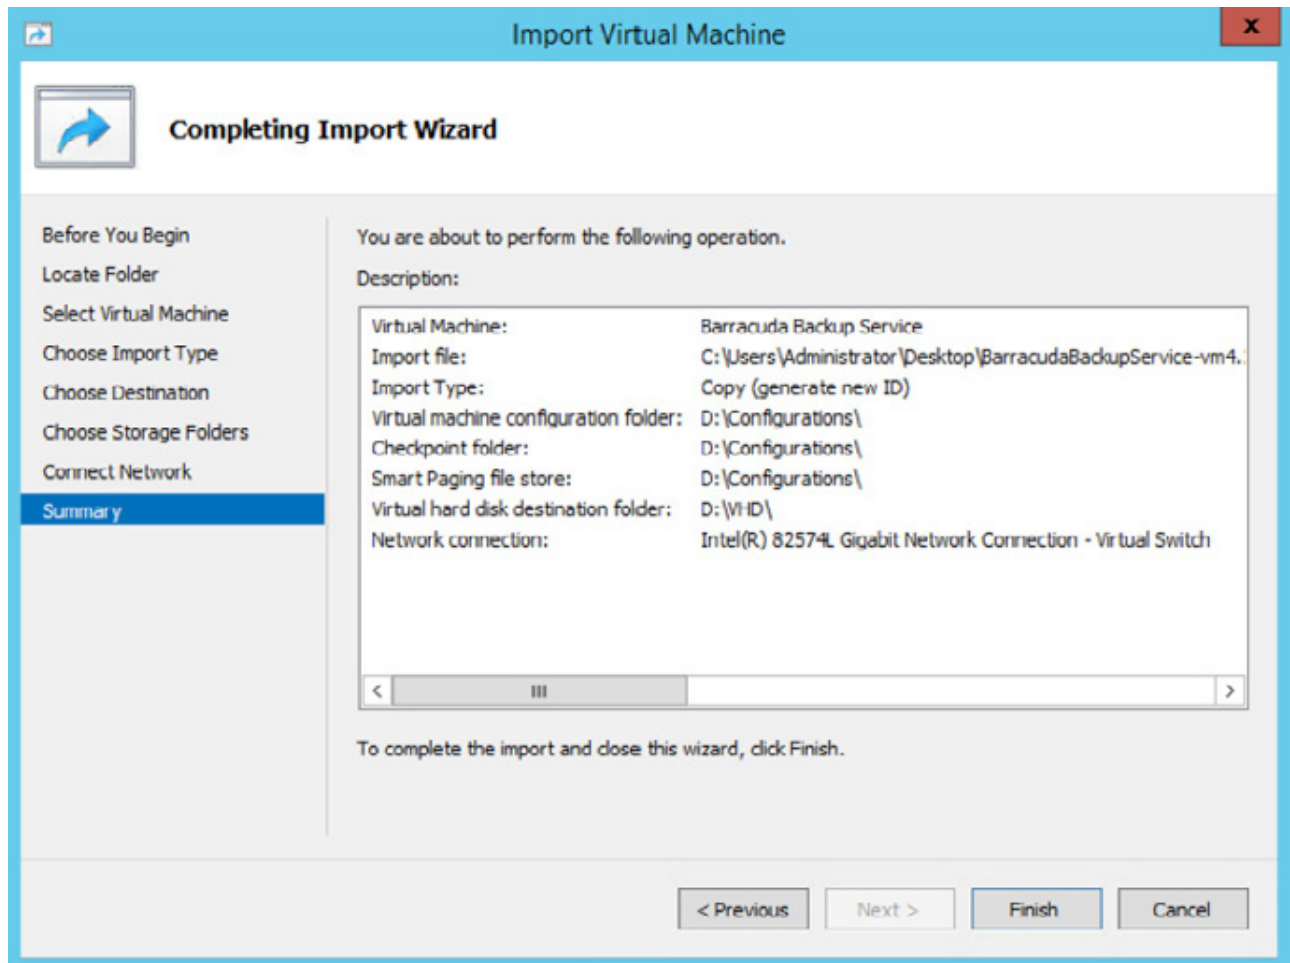 Import Virtual Machine
x
Completing Import Wizard
Before You Begin
Locate Folder
Select Virtual Machine
Choose Import Type
Choose Destination
Choose Storage Folders
Connect Network
Summary
You are about to perform the following operation.
Description:
Virtual Machine: Barracuda Backup Service
Import file: C:\Users\Administrator\Desktop\BarracudaBackupService-vm4.
Import Type: Copy (generate new ID)
Virtual machine configuration folder: D:\Configurations\
Checkpoint folder: D:\Configurations\
Smart Paging file store: D:\Configurations\
Virtual hard disk destination folder: D:\VHD\
Network connection: Intel(R) 82574L Gigabit Network Connection - Virtual Switch
To complete the import and close this wizard, click Finish.
< Previous Next > Finish Cancel